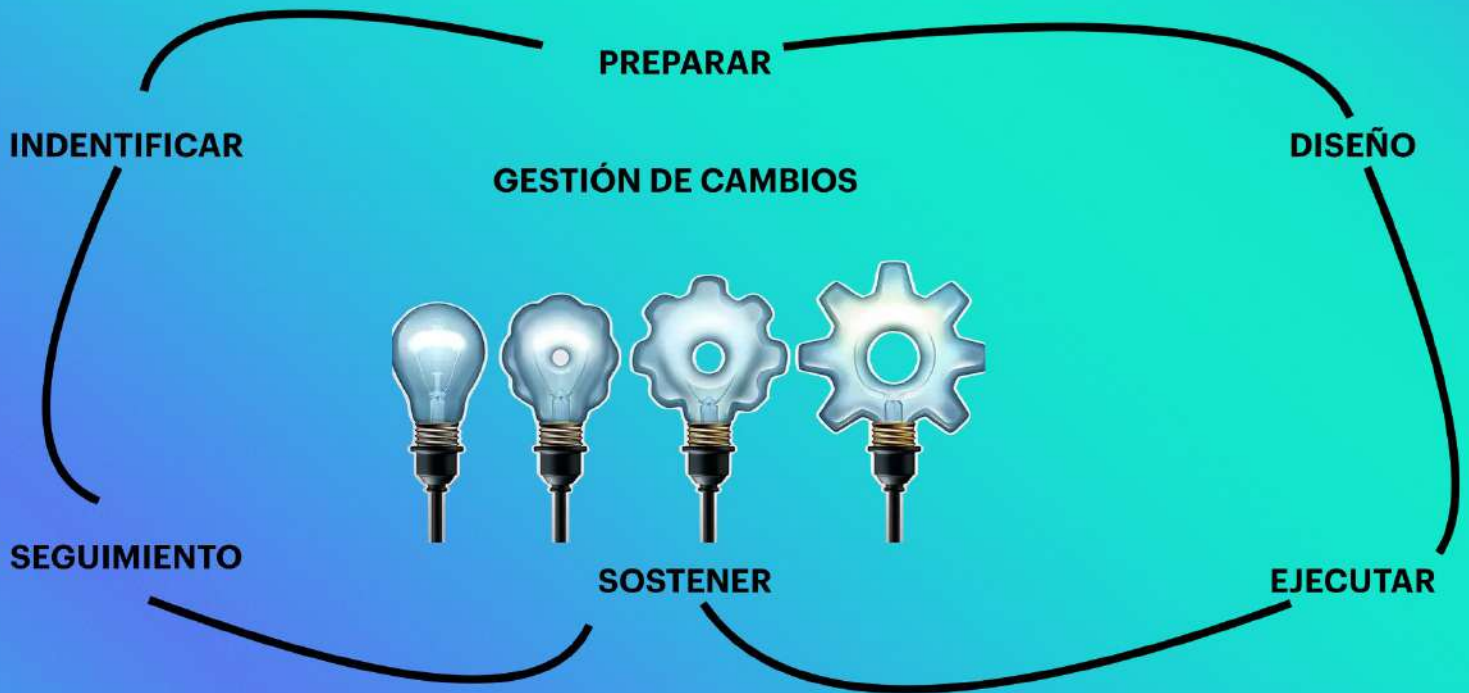 PREPARAR
INDENTIFICAR
DISEÑO
GESTIÓN DE CAMBIOS
SEGUIMIENTO
SOSTENER
EJECUTAR